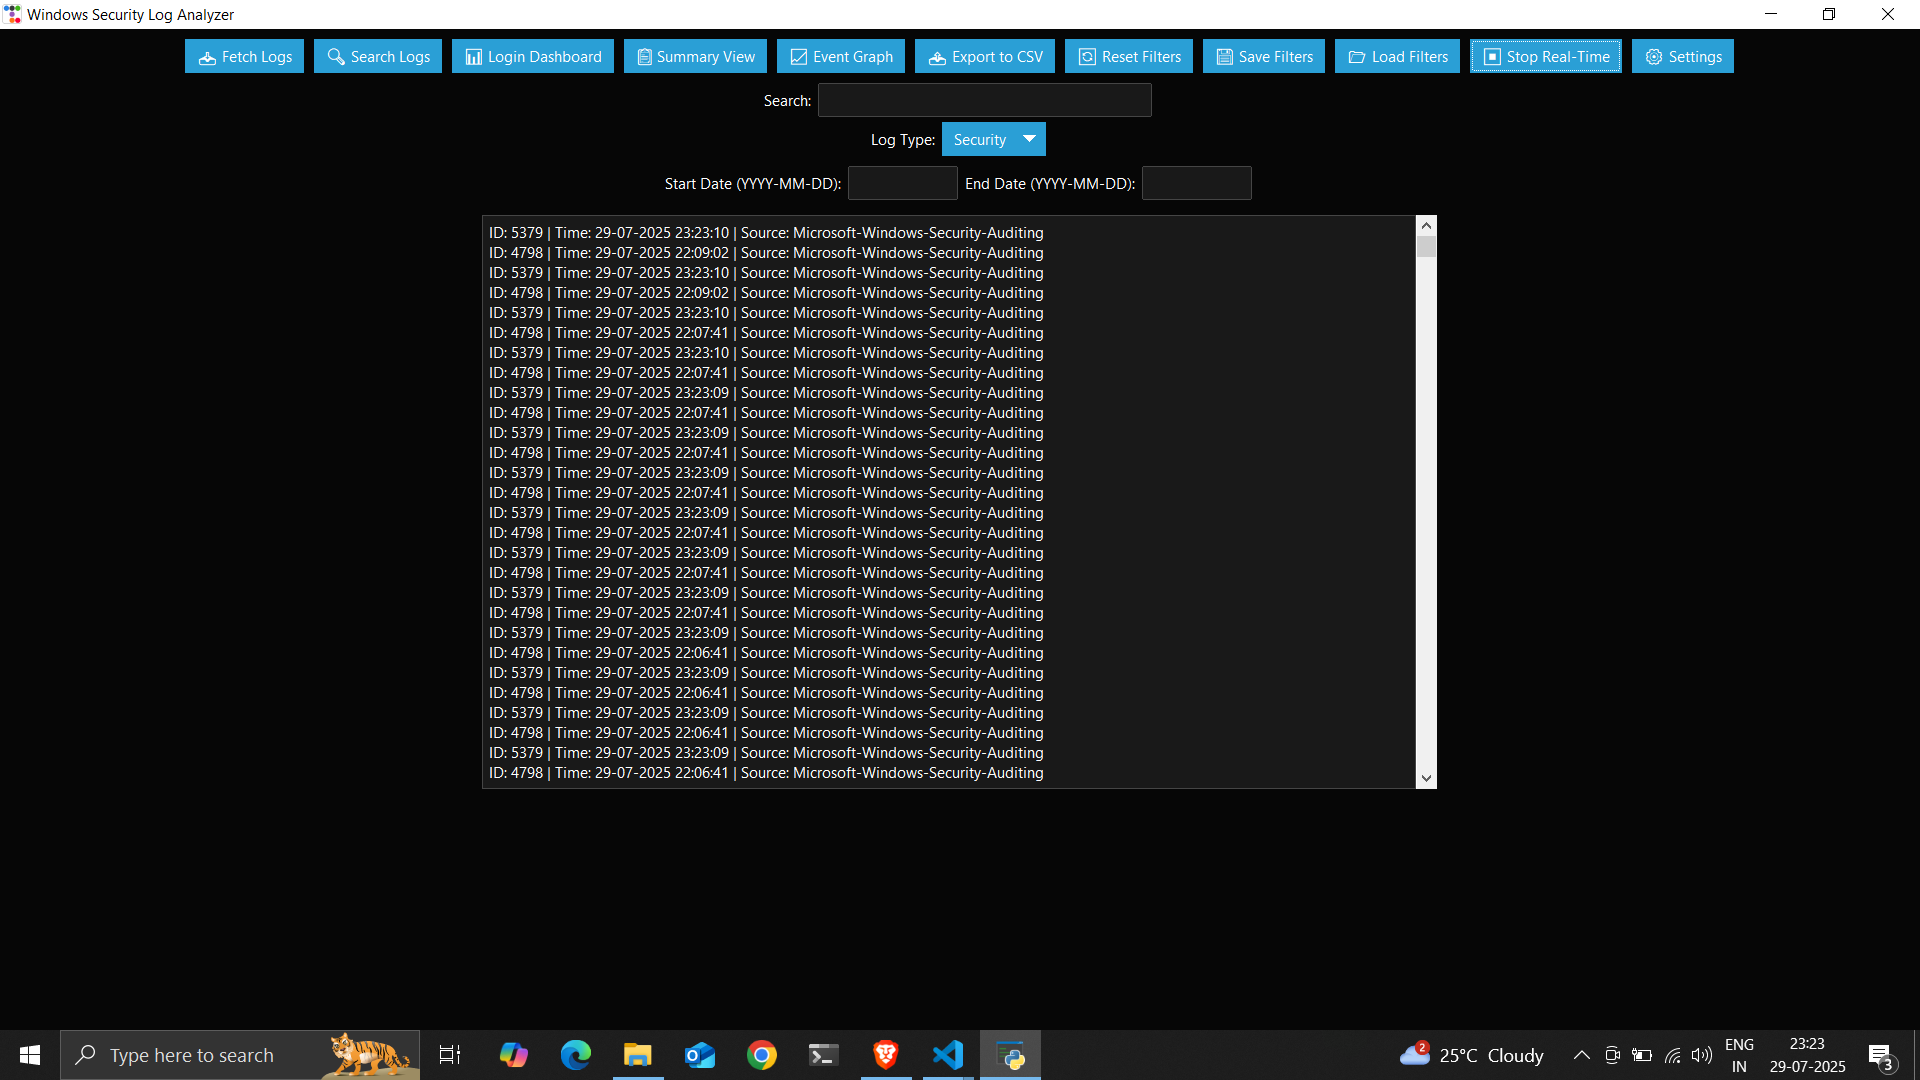 Windows Security Log Analyzer
Fetch Logs Search Logs Login Dashboard Summary View Event Graph Export to CSV Reset Filters Save Filters Load Filters Stop Real-Time Settings
Search:
Log Type: Security
Start Date (YYYY-MM-DD): End Date (YYYY-MM-DD):
ID: 5379 | Time: 29-07-2025 23:23:10 | Source: Microsoft-Windows-Security-Auditing
ID: 4798 | Time: 29-07-2025 22:09:02 | Source: Microsoft-Windows-Security-Auditing
ID: 5379 | Time: 29-07-2025 23:23:10 | Source: Microsoft-Windows-Security-Auditing
ID: 4798 | Time: 29-07-2025 22:09:02 | Source: Microsoft-Windows-Security-Auditing
ID: 5379 | Time: 29-07-2025 23:23:10 | Source: Microsoft-Windows-Security-Auditing
ID: 4798 | Time: 29-07-2025 22:07:41 | Source: Microsoft-Windows-Security-Auditing
ID: 5379 | Time: 29-07-2025 23:23:10 | Source: Microsoft-Windows-Security-Auditing
ID: 4798 | Time: 29-07-2025 22:07:41 | Source: Microsoft-Windows-Security-Auditing
ID: 5379 | Time: 29-07-2025 23:23:09 | Source: Microsoft-Windows-Security-Auditing
ID: 4798 | Time: 29-07-2025 22:07:41 | Source: Microsoft-Windows-Security-Auditing
ID: 5379 | Time: 29-07-2025 23:23:09 | Source: Microsoft-Windows-Security-Auditing
ID: 4798 | Time: 29-07-2025 22:07:41 | Source: Microsoft-Windows-Security-Auditing
ID: 5379 | Time: 29-07-2025 23:23:09 | Source: Microsoft-Windows-Security-Auditing
ID: 4798 | Time: 29-07-2025 22:07:41 | Source: Microsoft-Windows-Security-Auditing
ID: 5379 | Time: 29-07-2025 23:23:09 | Source: Microsoft-Windows-Security-Auditing
ID: 4798 | Time: 29-07-2025 22:07:41 | Source: Microsoft-Windows-Security-Auditing
ID: 5379 | Time: 29-07-2025 23:23:09 | Source: Microsoft-Windows-Security-Auditing
ID: 4798 | Time: 29-07-2025 22:07:41 | Source: Microsoft-Windows-Security-Auditing
ID: 5379 | Time: 29-07-2025 23:23:09 | Source: Microsoft-Windows-Security-Auditing
ID: 4798 | Time: 29-07-2025 22:07:41 | Source: Microsoft-Windows-Security-Auditing
ID: 5379 | Time: 29-07-2025 23:23:09 | Source: Microsoft-Windows-Security-Auditing
ID: 4798 | Time: 29-07-2025 22:06:41 | Source: Microsoft-Windows-Security-Auditing
ID: 5379 | Time: 29-07-2025 23:23:09 | Source: Microsoft-Windows-Security-Auditing
ID: 4798 | Time: 29-07-2025 22:06:41 | Source: Microsoft-Windows-Security-Auditing
ID: 5379 | Time: 29-07-2025 23:23:09 | Source: Microsoft-Windows-Security-Auditing
ID: 4798 | Time: 29-07-2025 22:06:41 | Source: Microsoft-Windows-Security-Auditing
ID: 5379 | Time: 29-07-2025 23:23:09 | Source: Microsoft-Windows-Security-Auditing
ID: 4798 | Time: 29-07-2025 22:06:41 | Source: Microsoft-Windows-Security-Auditing
Type here to search
2
25°C Cloudy
ENG
IN
23:23
29-07-2025
3